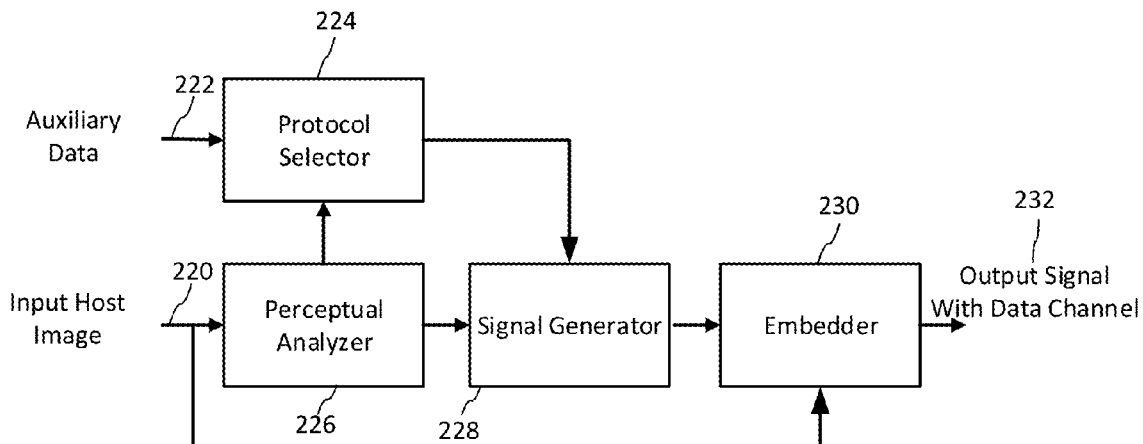 224
222
Auxiliary
Data
Protocol
Selector
230
232
220
Input Host
Image
Perceptual
Analyzer
Signal Generator
Embedder
Output Signal
With Data Channel
226
228